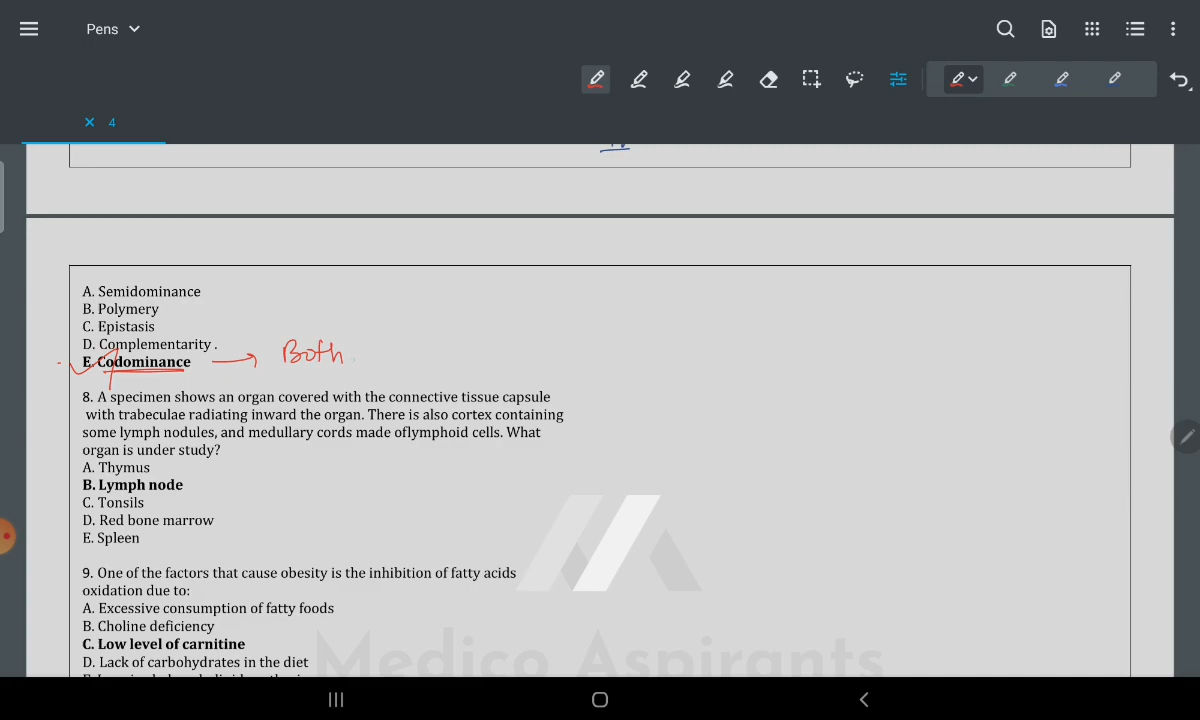 Pens
4
A. Semidominance
B. Polymery
C. Epistasis
D. Complementarity .
E. Codominance → Both
8. A specimen shows an organ covered with the connective tissue capsule
with trabeculae radiating inward the organ. There is also cortex containing
some lymph nodules, and medullary cords made oflymphoid cells. What
organ is under study?
A. Thymus
B. Lymph node
C. Tonsils
D. Red bone marrow
E. Spleen
9. One of the factors that cause obesity is the inhibition of fatty acids
oxidation due to:
A. Excessive consumption of fatty foods
B. Choline deficiency
C. Low level of carnitine
D. Lack of carbohydrates in the diet
Medico Aspirants